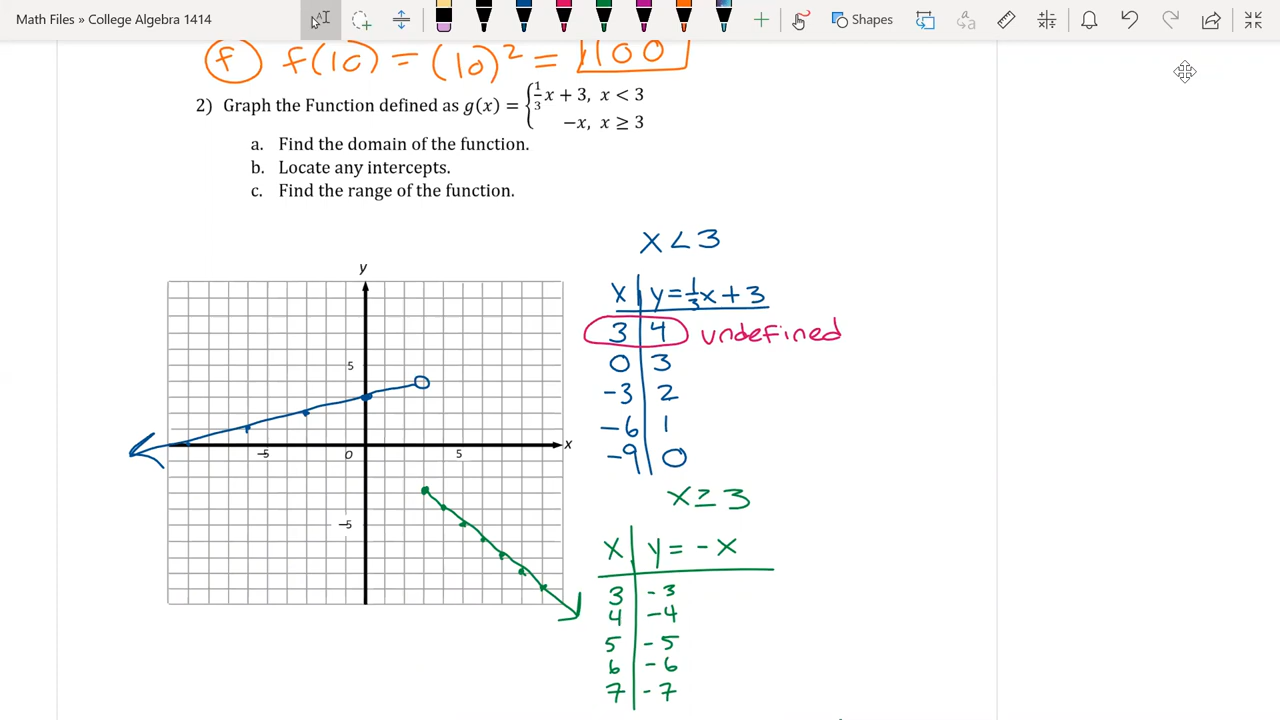 Math Files » College Algebra 1414
Shapes
(f) f(10) = (10)² = 100
2) Graph the Function defined as g(x) = { 1/3 x + 3, x < 3
−x, x ≥ 3
a. Find the domain of the function.
b. Locate any intercepts.
c. Find the range of the function.
x < 3
x | y = 1/3 x + 3
3 | 4 undefined
0 | 3
-3 | 2
-6 | 1
-9 | 0
y
5
-5 0 5 x
-5
x ≥ 3
x | y = -x
3 | -3
4 | -4
5 | -5
6 | -6
7 | -7